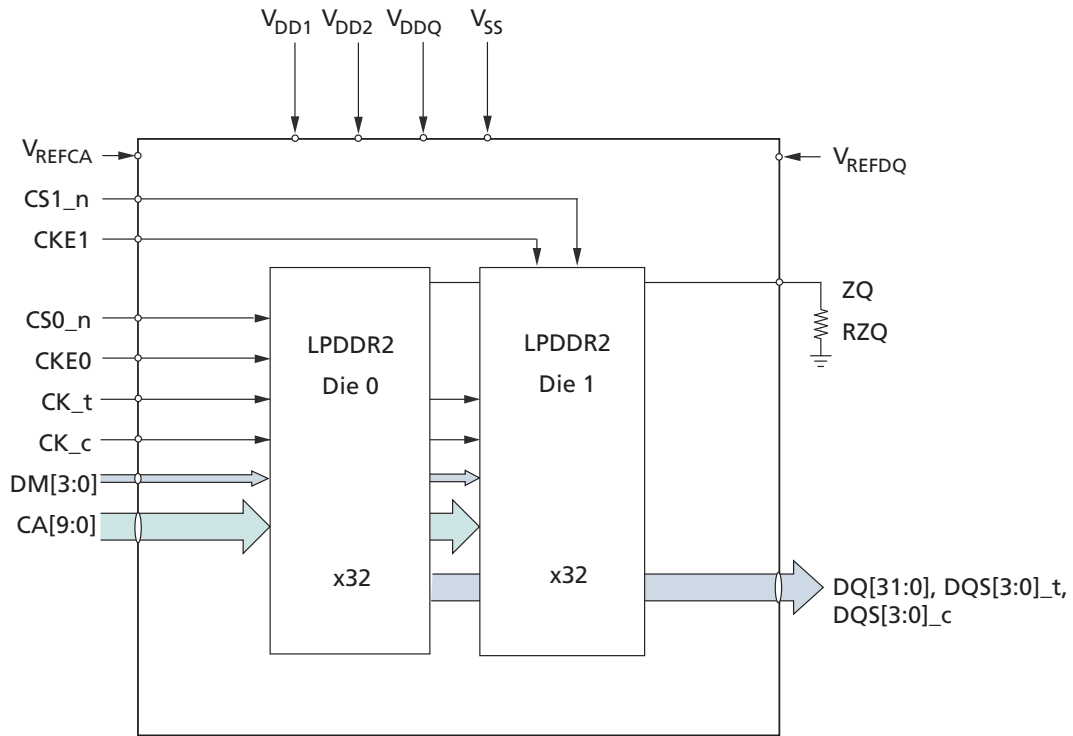 VDD1 VDD2 VDDQ VSS
VREFCA
VREFDQ
CS1_n
CKE1
ZQ
RZQ
CS0_n
CKE0
CK_t
CK_c
DM[3:0]
CA[9:0]
LPDDR2
Die 0
x32
LPDDR2
Die 1
x32
DQ[31:0], DQS[3:0]_t,
DQS[3:0]_c